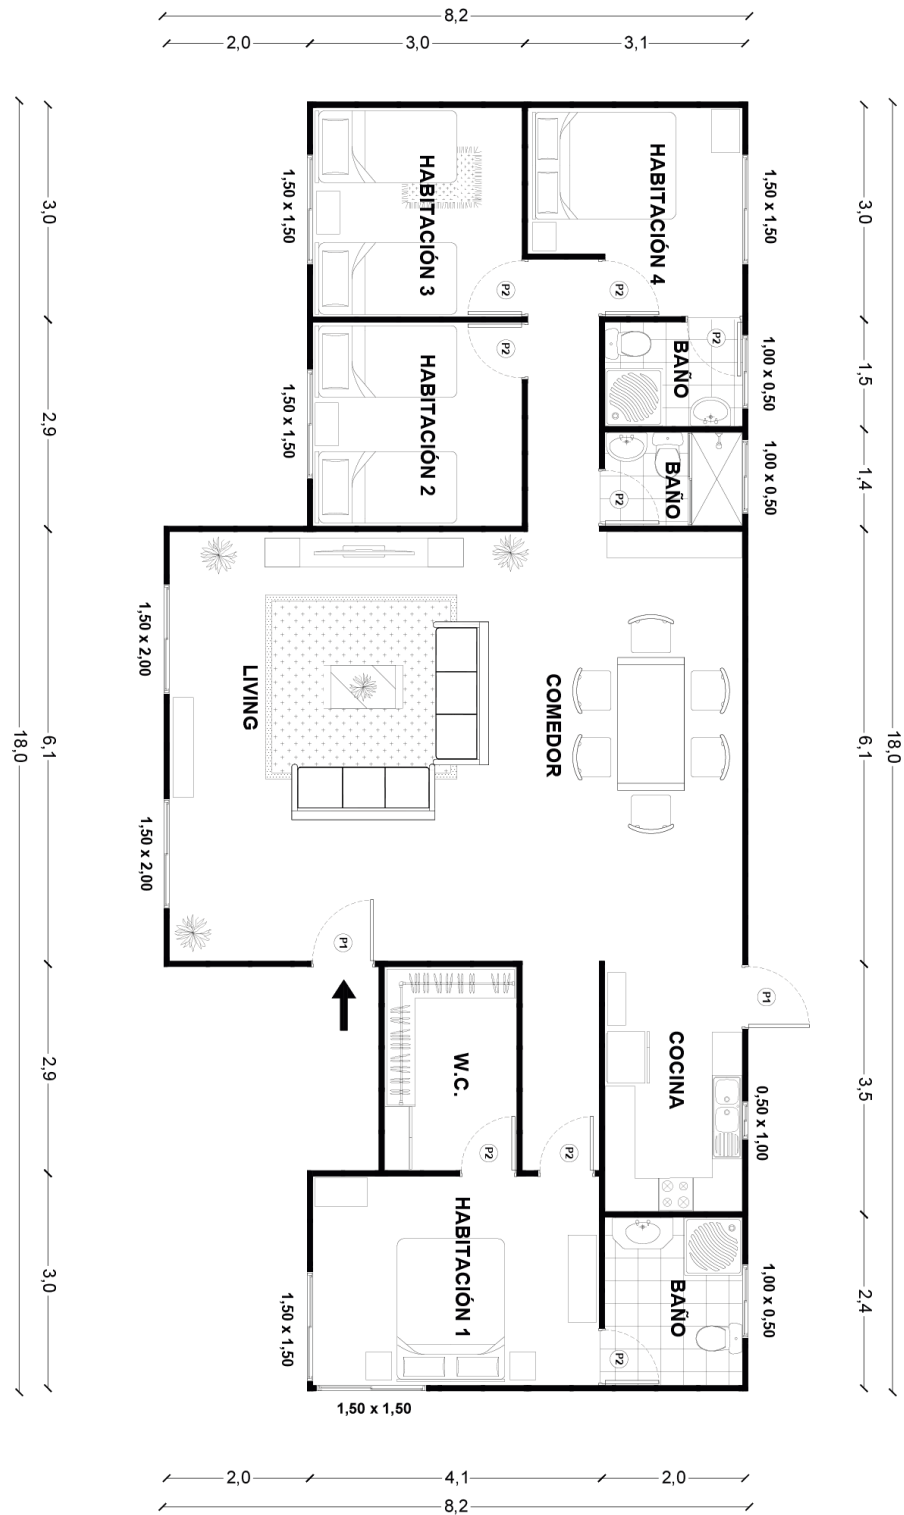 8,2
2,0
3,0
3,1
HABITACIÓN 3
HABITACIÓN 4
1,50 x 1,50
1,50 x 1,50
3,0
3,0
P2
P2
P2
P2
HABITACIÓN 2
BAÑO
1,00 x 0,50
1,50 x 1,50
2,9
1,5
BAÑO
P2
1,00 x 0,50
1,4
1,50 x 2,00
LIVING
COMEDOR
18,0
6,1
6,1
18,0
1,50 x 2,00
P1
P1
W.C.
COCINA
2,9
3,5
0,50 x 1,00
P2
P2
HABITACIÓN 1
BAÑO
1,00 x 0,50
3,0
2,4
1,50 x 1,50
P2
1,50 x 1,50
2,0
4,1
2,0
8,2